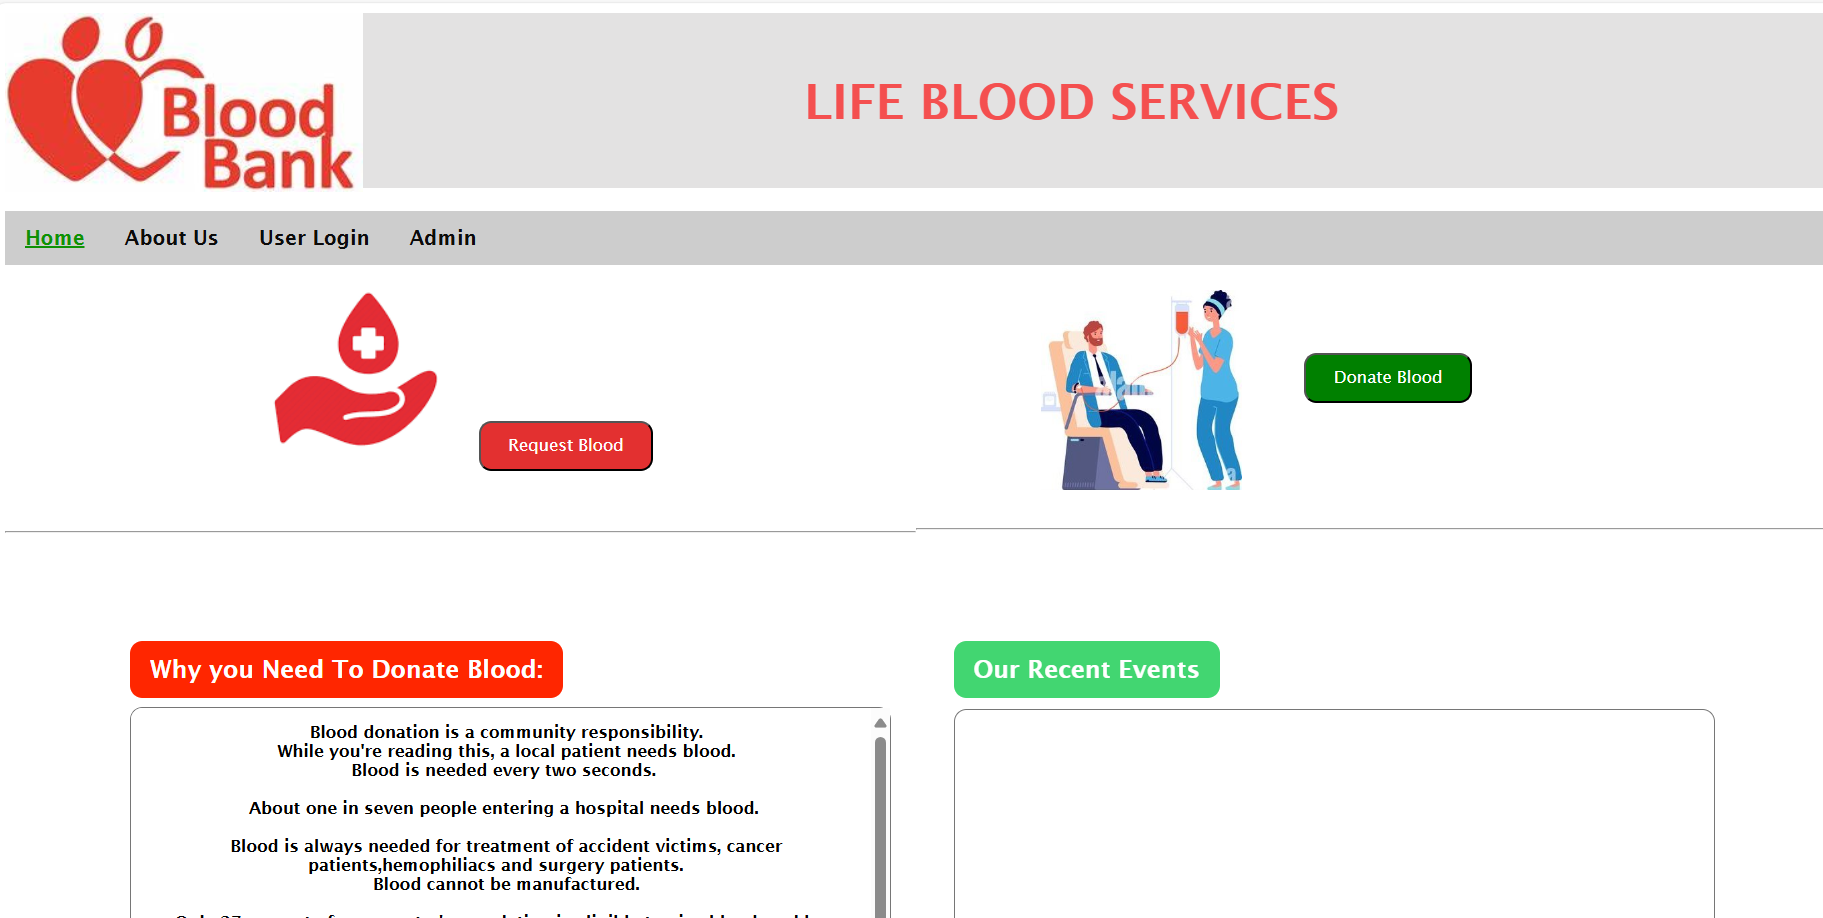 Blood
Bank
LIFE BLOOD SERVICES
Home About Us User Login Admin
Request Blood
Donate Blood
Why you Need To Donate Blood:
Our Recent Events
Blood donation is a community responsibility.
While you're reading this, a local patient needs blood.
Blood is needed every two seconds.
About one in seven people entering a hospital needs blood.
Blood is always needed for treatment of accident victims, cancer
patients,hemophiliacs and surgery patients.
Blood cannot be manufactured.